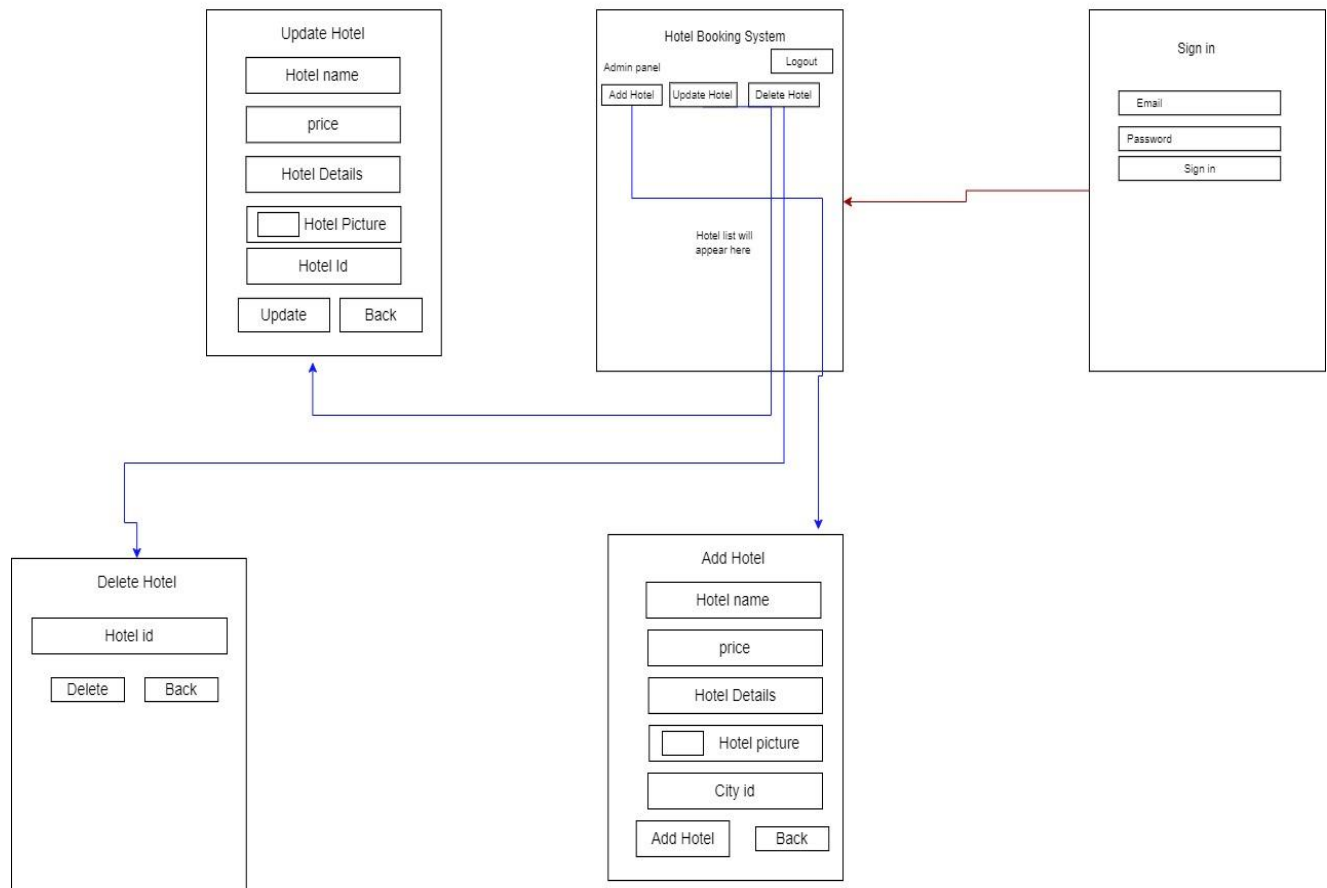 Update Hotel
Hotel name
price
Hotel Details
Hotel Picture
Hotel Id
Update
Back
Hotel Booking System
Logout
Admin panel
Add Hotel
Update Hotel
Delete Hotel
Hotel list will
appear here
Sign in
Email
Password
Sign in
Delete Hotel
Hotel id
Delete
Back
Add Hotel
Hotel name
price
Hotel Details
Hotel picture
City id
Add Hotel
Back